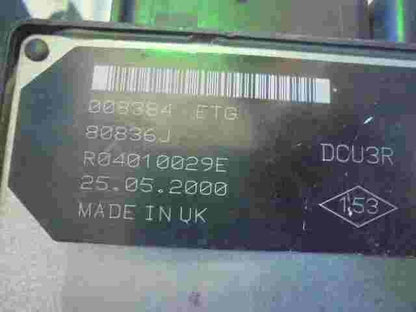 008384 ETG
80836J
R04010029E
25.05.2000
MADE IN UK
DCU3R
153